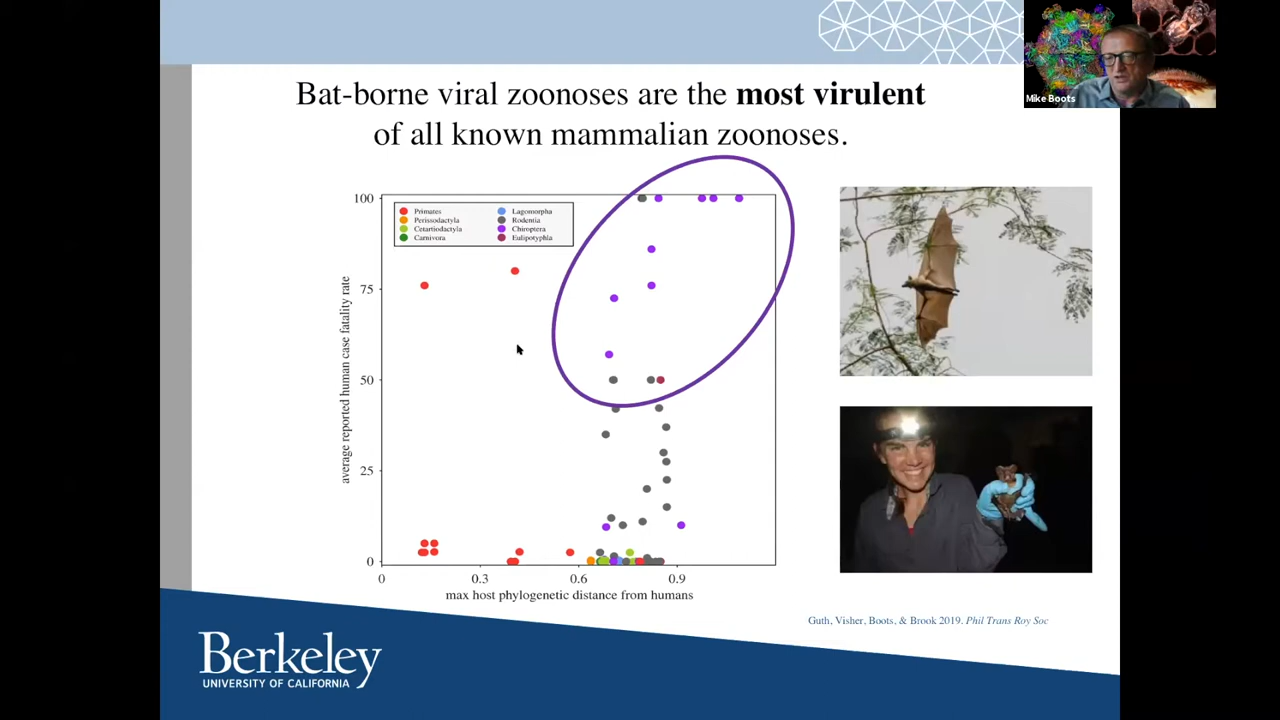 Bat-borne viral zoonoses are the most virulent
of all known mammalian zoonoses.
Mike Boots
100
75
50
25
0
average reported human case fatality rate
Primates
Perissodactyla
Cetartiodactyla
Carnivora
Lagomorpha
Rodentia
Chiroptera
Eulipotyphla
0 0.3 0.6 0.9
max host phylogenetic distance from humans
Guth, Visher, Boots, & Brook 2019. Phil Trans Roy Soc
Berkeley
UNIVERSITY OF CALIFORNIA